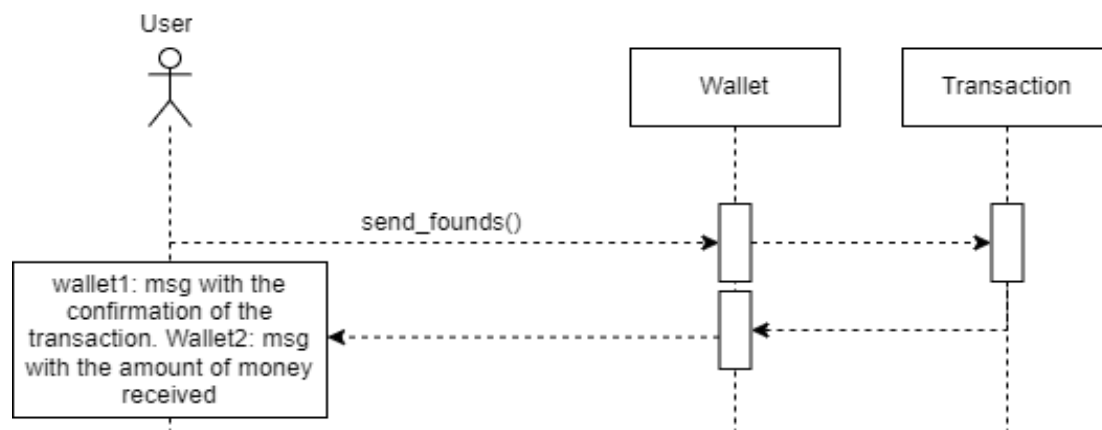 User
Wallet
Transaction
send_founds()
wallet1: msg with the
confirmation of the
transaction. Wallet2: msg
with the amount of money
received